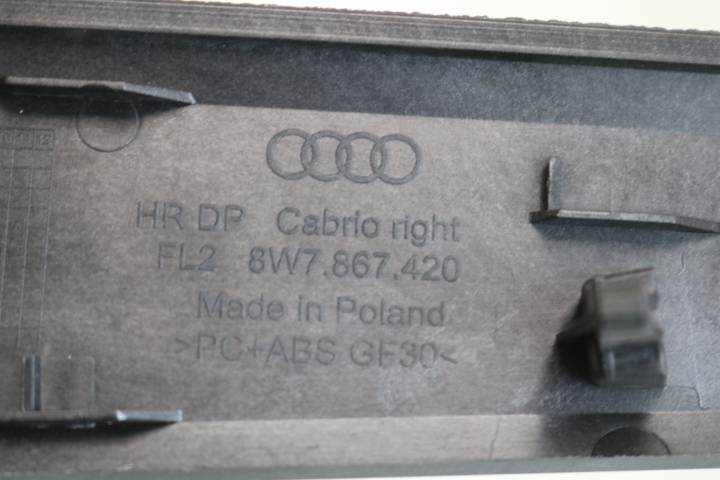 HR DP Cabrio right
FL2 8W7.867.420
Made in Poland
>PC+ABS GF30<